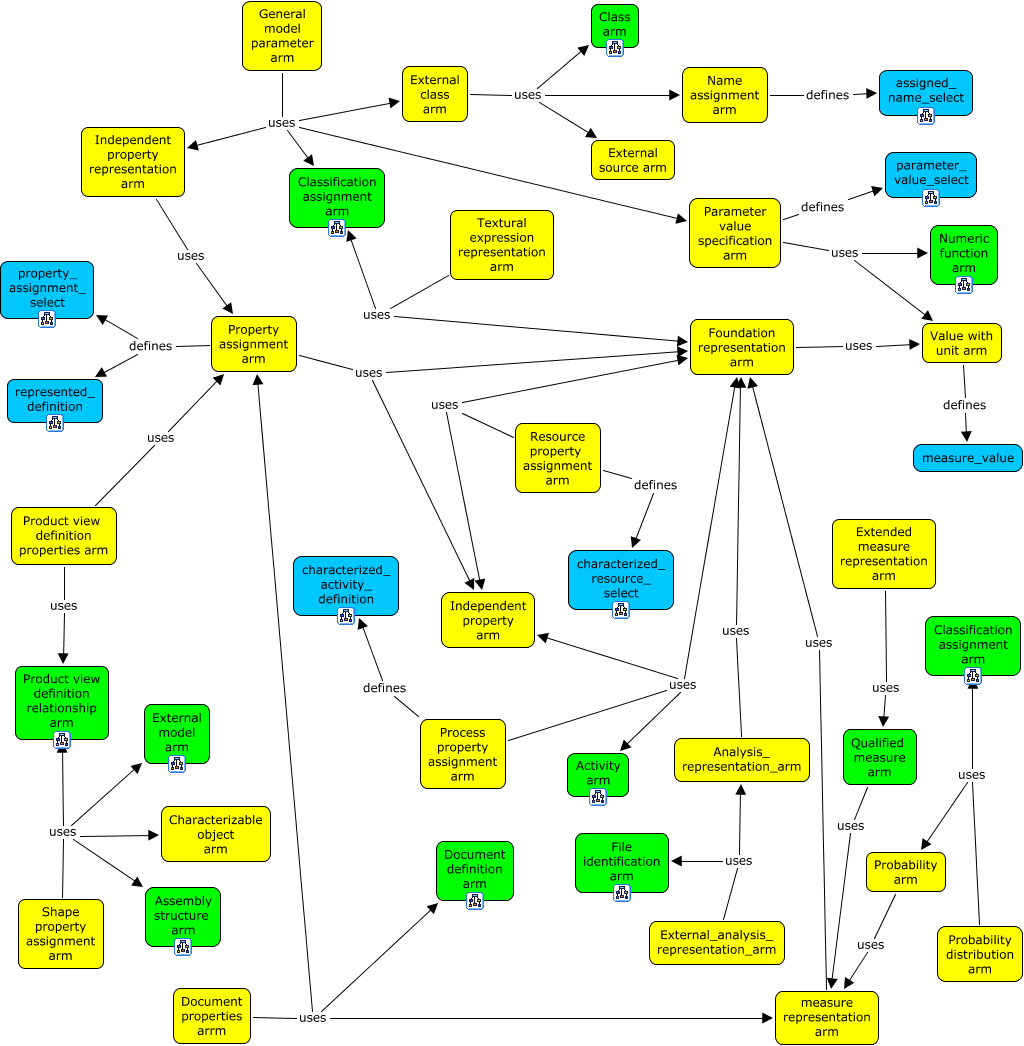 General
model
parameter
arm
Class
arm
External
class
arm
uses
Name
assignment
arm
defines
assigned_
name_select
uses
Independent
property
representation
arm
External
source arm
Classification
assignment
arm
parameter_
value_select
defines
Parameter
value
specification
arm
Textural
expression
representation
arm
Numeric
function
arm
uses
uses
property_
assignment_
select
uses
Property
assignment
arm
defines
Foundation
representation
arm
uses
Value with
unit arm
uses
represented_
definition
uses
defines
Resource
property
assignment
arm
uses
measure_value
defines
Product view
definition
properties arm
Extended
measure
representation
arm
characterized_
activity_
definition
characterized_
resource_
select
uses
Independent
property
arm
uses
uses
Classification
assignment
arm
Product view
definition
relationship
arm
defines
uses
uses
External
model
arm
Process
property
assignment
arm
Activity
arm
Analysis_
representation_arm
Qualified
measure
arm
uses
uses
Characterizable
object
arm
uses
Document
definition
arm
File
identification
arm
uses
Probability
arm
Shape
property
assignment
arm
Assembly
structure
arm
External_analysis_
representation_arm
uses
Probability
distribution
arm
Document
properties
arrm
uses
measure
representation
arm